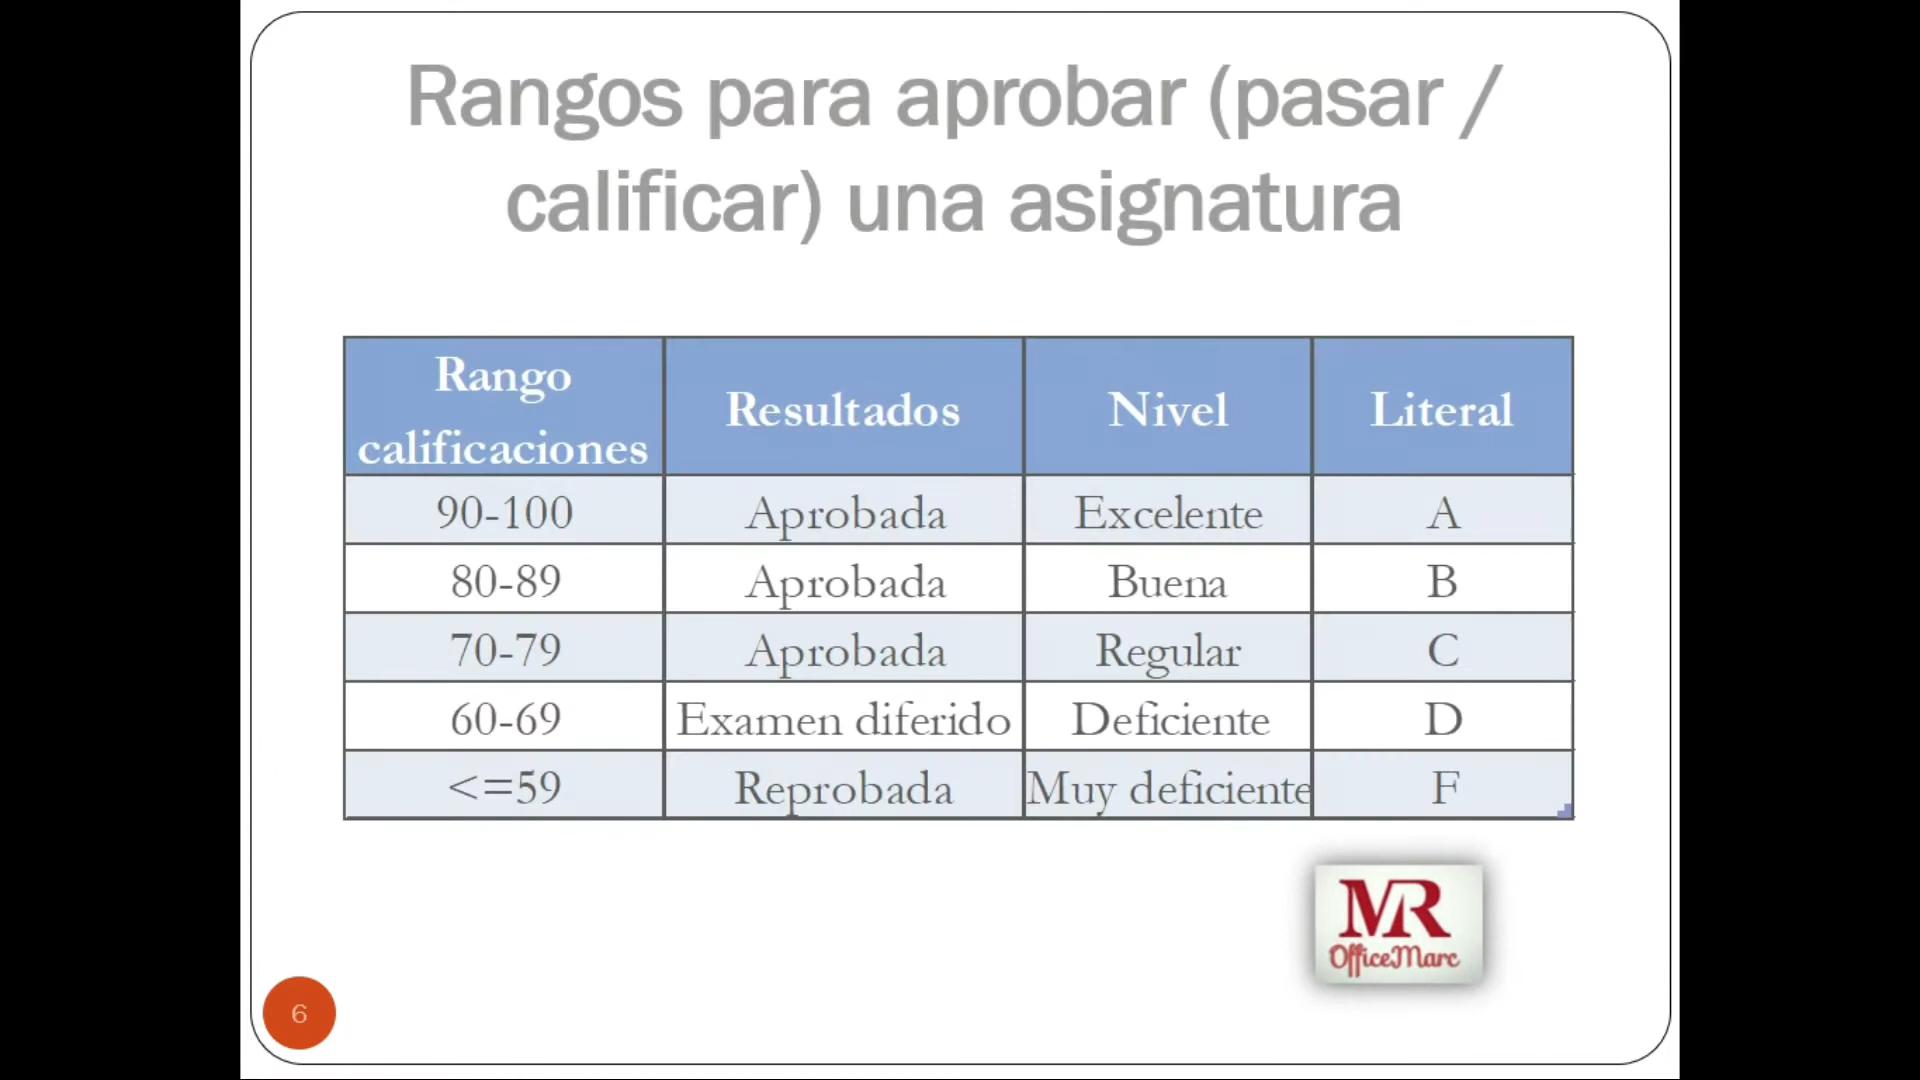 Rangos para aprobar (pasar /
calificar) una asignatura
Rango
calificaciones
Resultados
Nivel
Literal
90-100
Aprobada
Excelente
A
80-89
Aprobada
Buena
B
70-79
Aprobada
Regular
C
60-69
Examen diferido
Deficiente
D
<=59
Reprobada
Muy deficiente
F
MR
OfficeMarc
6